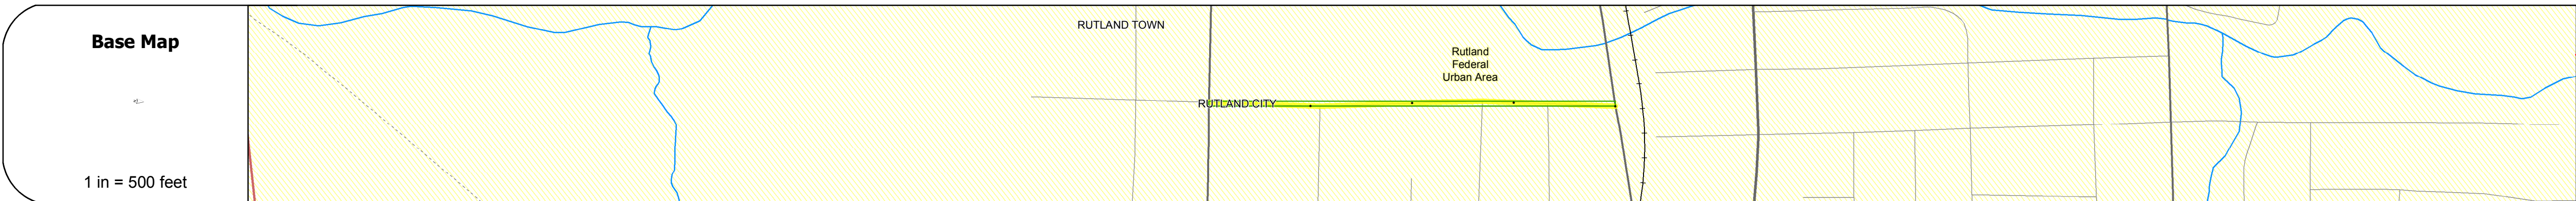 Base Map
1 in = 500 feet
RUTLAND TOWN
Rutland
Federal
Urban Area
RUTLAND CITY